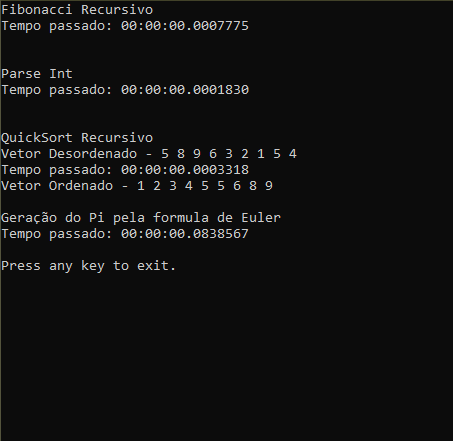 Fibonacci Recursivo
Tempo passado: 00:00:00.0007775
Parse Int
Tempo passado: 00:00:00.0001830
QuickSort Recursivo
Vetor Desordenado - 5 8 9 6 3 2 1 5 4
Tempo passado: 00:00:00.0003318
Vetor Ordenado - 1 2 3 4 5 5 6 8 9
Geração do Pi pela formula de Euler
Tempo passado: 00:00:00.0838567
Press any key to exit.